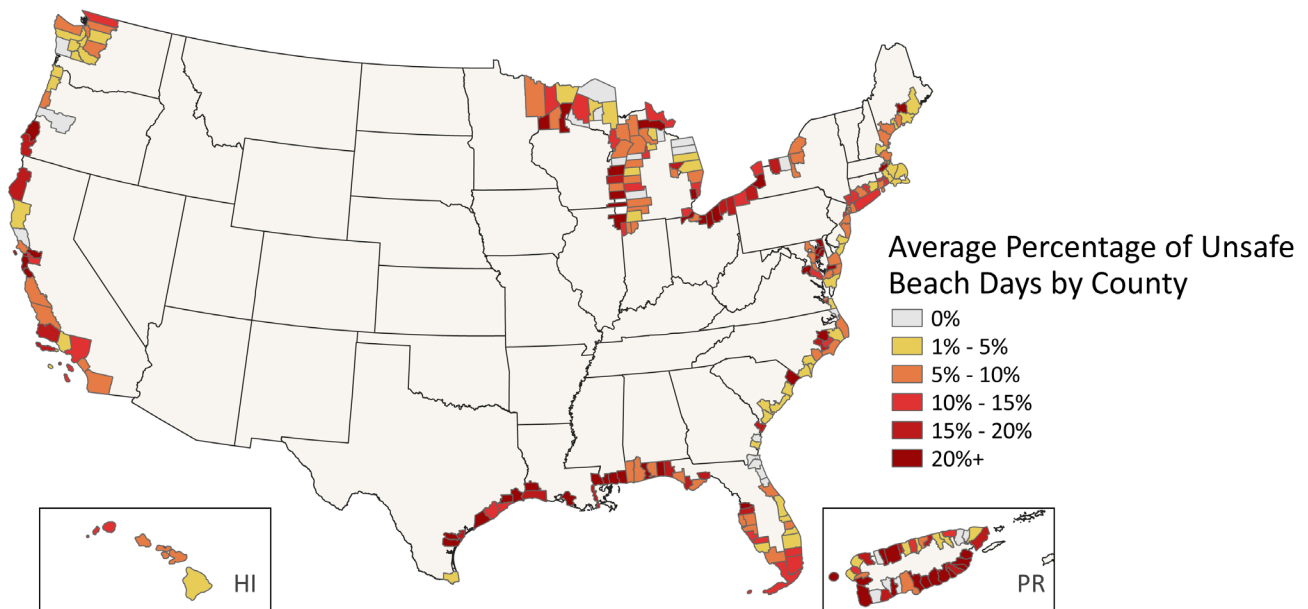 Average Percentage of Unsafe
Beach Days by County
0%
1% - 5%
5% - 10%
10% - 15%
15% - 20%
20%+
HI
PR